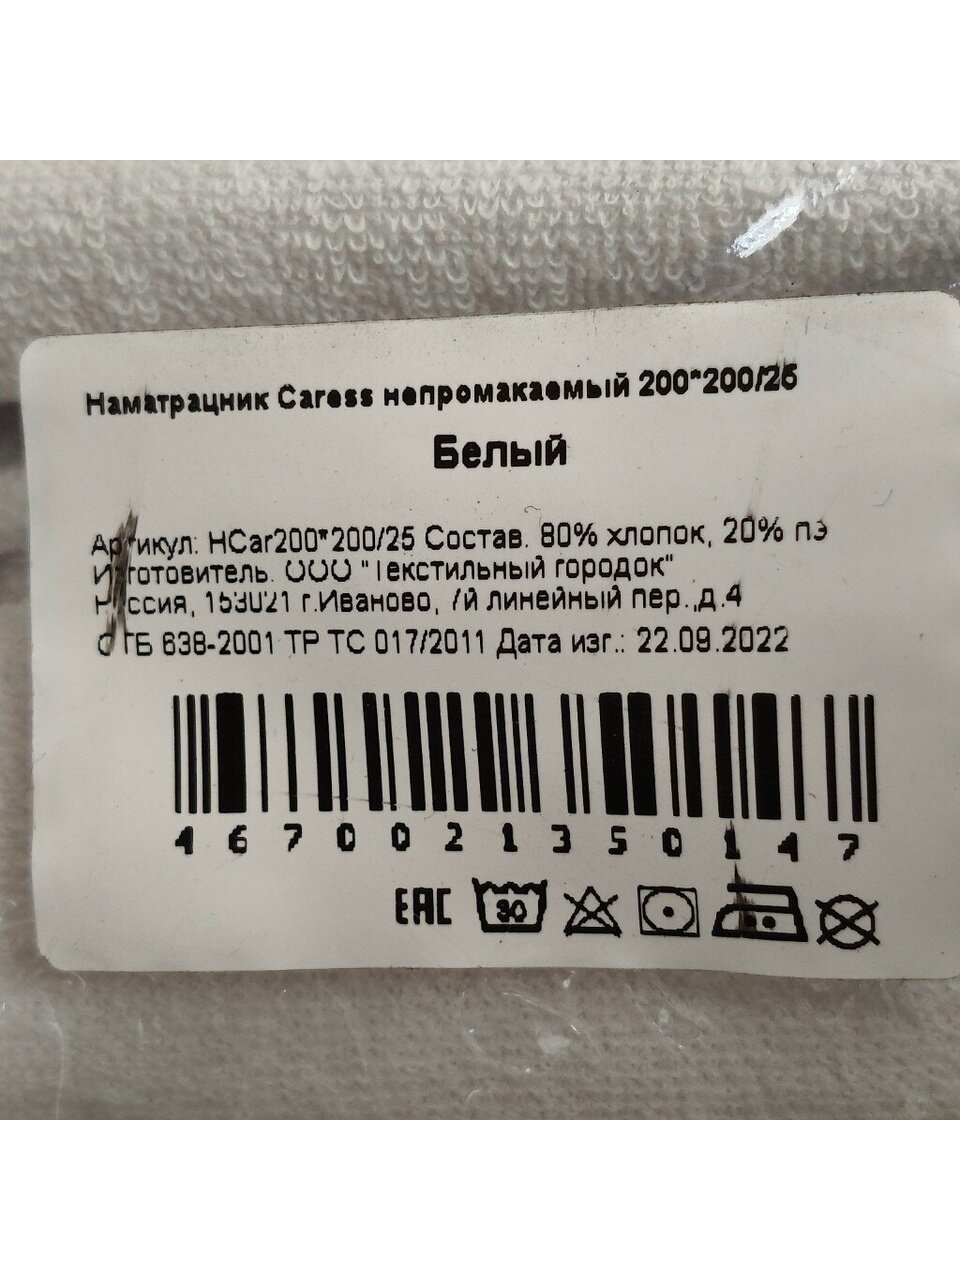 Наматрацник Caress непромакаемый 200*200/25
Белый
Артикул: HCar200*200/25 Состав. 80% хлопок, 20% пэ
Изготовитель. ООО "Текстильный городок"
Россия, 153021 г.Иваново, 7й линейный пер.,д.4
СТБ 638-2001 ТР ТС 017/2011 Дата изг.: 22.09.2022
4670021350147
ЕАС 30